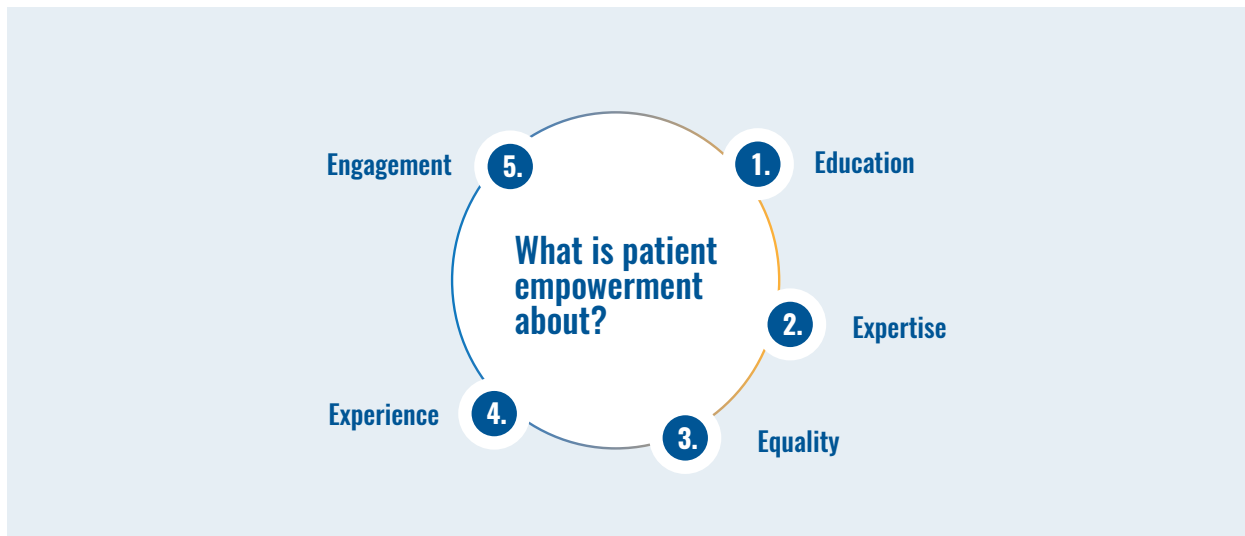 What is patient
empowerment
about?
1.
Education
2.
Expertise
3.
Equality
4.
Experience
5.
Engagement